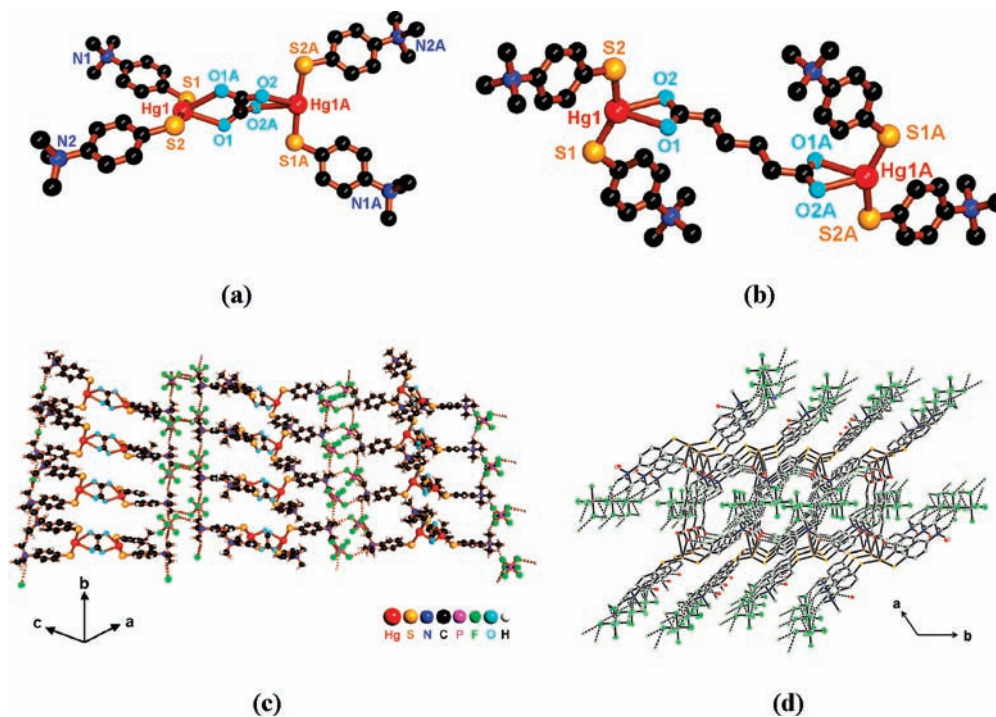 N1
S1
O1A
O2
S2A
N2A
Hg1
Hg1A
N2
S2
O1
O2A
S1A
N1A
(a)
S2
O2
Hg1
S1
O1
O1A
S1A
Hg1A
O2A
S2A
(b)
b
c
a
Hg S N C P F O H
(c)
a
b
(d)